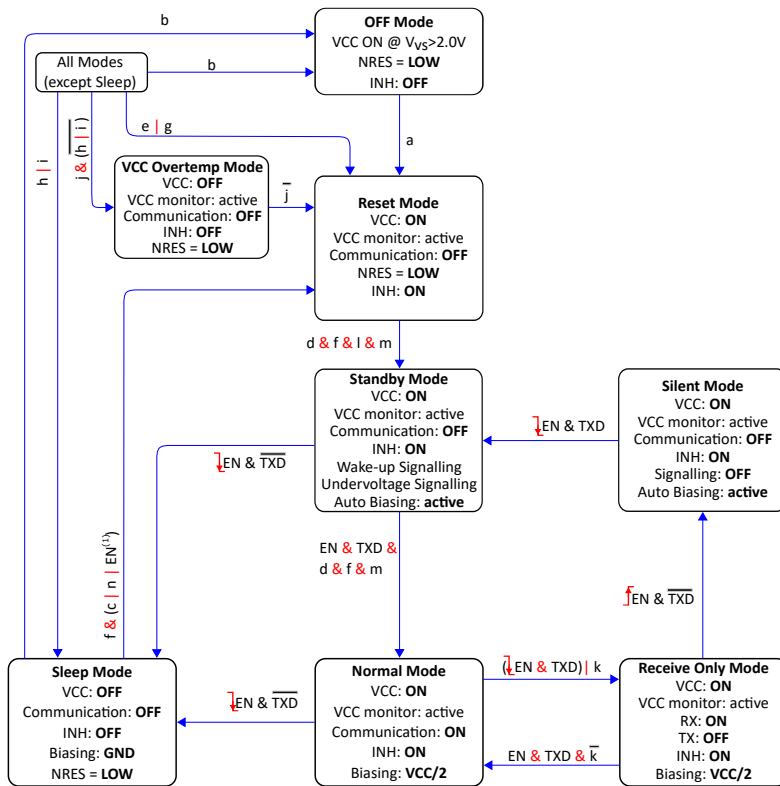 b
OFF Mode
VCC ON @ VVS>2.0V
NRES = LOW
INH: OFF
All Modes
(except Sleep)
b
e | g
a
h | i
j & (h | i)
VCC Overtemp Mode
VCC: OFF
VCC monitor: active
Communication: OFF
INH: OFF
NRES = LOW
j
Reset Mode
VCC: ON
VCC monitor: active
Communication: OFF
NRES = LOW
INH: ON
d & f & l & m
Standby Mode
VCC: ON
VCC monitor: active
Communication: OFF
INH: ON
Wake-up Signalling
Undervoltage Signalling
Auto Biasing: active
EN & TXD
Silent Mode
VCC: ON
VCC monitor: active
Communication: OFF
INH: ON
Signalling: OFF
Auto Biasing: active
EN & TXD
EN & TXD &
d & f & m
f & (c | n | EN(1))
EN & TXD
Sleep Mode
VCC: OFF
Communication: OFF
INH: OFF
Biasing: GND
NRES = LOW
EN & TXD
Normal Mode
VCC: ON
VCC monitor: active
Communication: ON
INH: ON
Biasing: VCC/2
(EN & TXD) | k
EN & TXD & k
Receive Only Mode
VCC: ON
VCC monitor: active
RX: ON
TX: OFF
INH: ON
Biasing: VCC/2